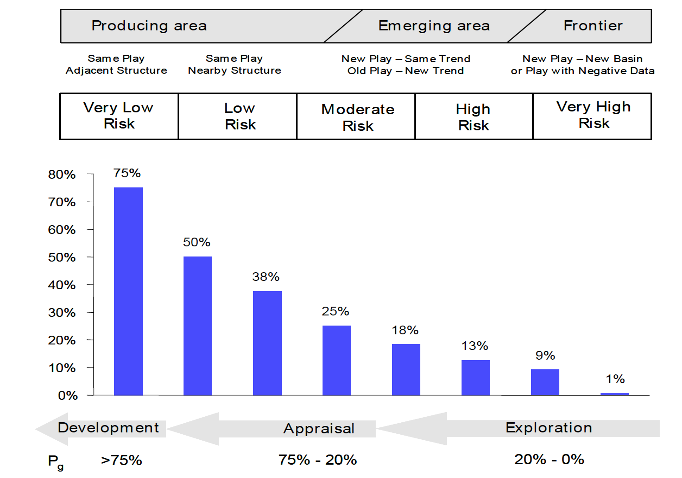 Producing area Emerging area Frontier
Same Play Same Play New Play – Same Trend New Play – New Basin
Adjacent Structure Nearby Structure Old Play – New Trend or Play with Negative Data
Very Low Low Moderate High Very High
Risk Risk Risk Risk Risk
80%
70%
60%
50%
40%
30%
20%
10%
0%
75%
50%
38%
25%
18%
13%
9%
1%
Development Appraisal Exploration
Pg >75% 75% - 20% 20% - 0%